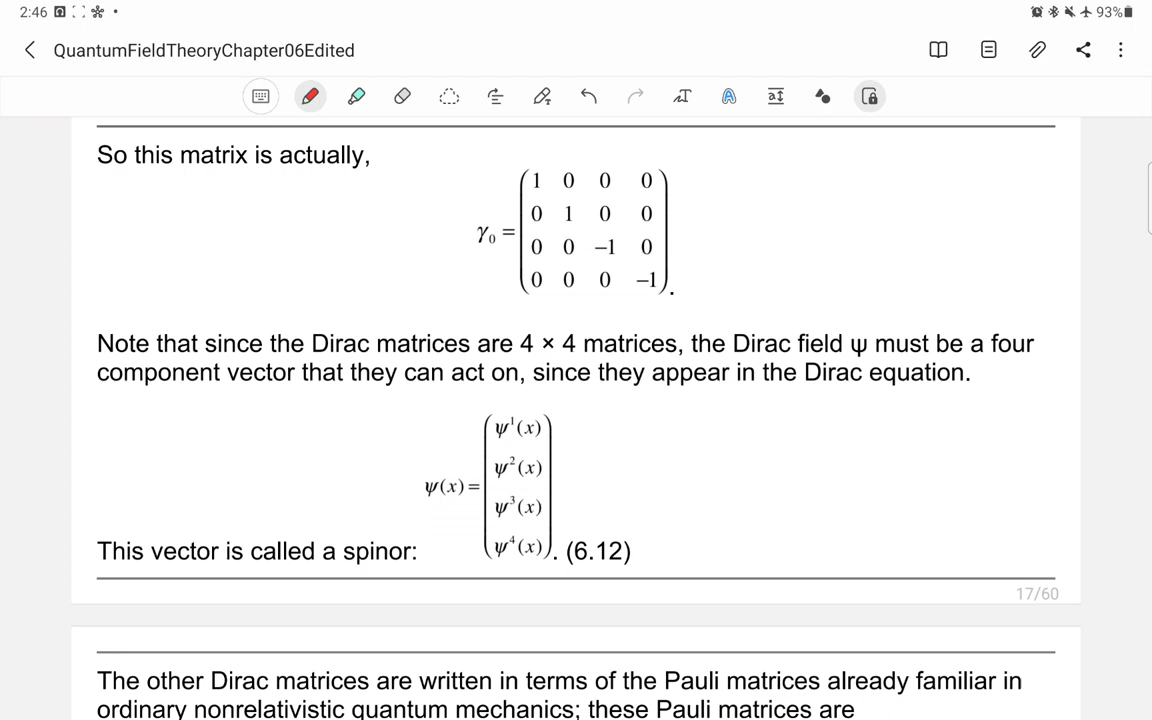 2:46
93%
QuantumFieldTheoryChapter06Edited
So this matrix is actually,
γ₀ =
1 0 0 0
0 1 0 0
0 0 −1 0
0 0 0 −1
.
Note that since the Dirac matrices are 4 × 4 matrices, the Dirac field ψ must be a four
component vector that they can act on, since they appear in the Dirac equation.
ψ¹(x)
ψ²(x)
ψ(x) =
ψ³(x)
This vector is called a spinor: ψ⁴(x) . (6.12)
17/60
The other Dirac matrices are written in terms of the Pauli matrices already familiar in
ordinary nonrelativistic quantum mechanics; these Pauli matrices are